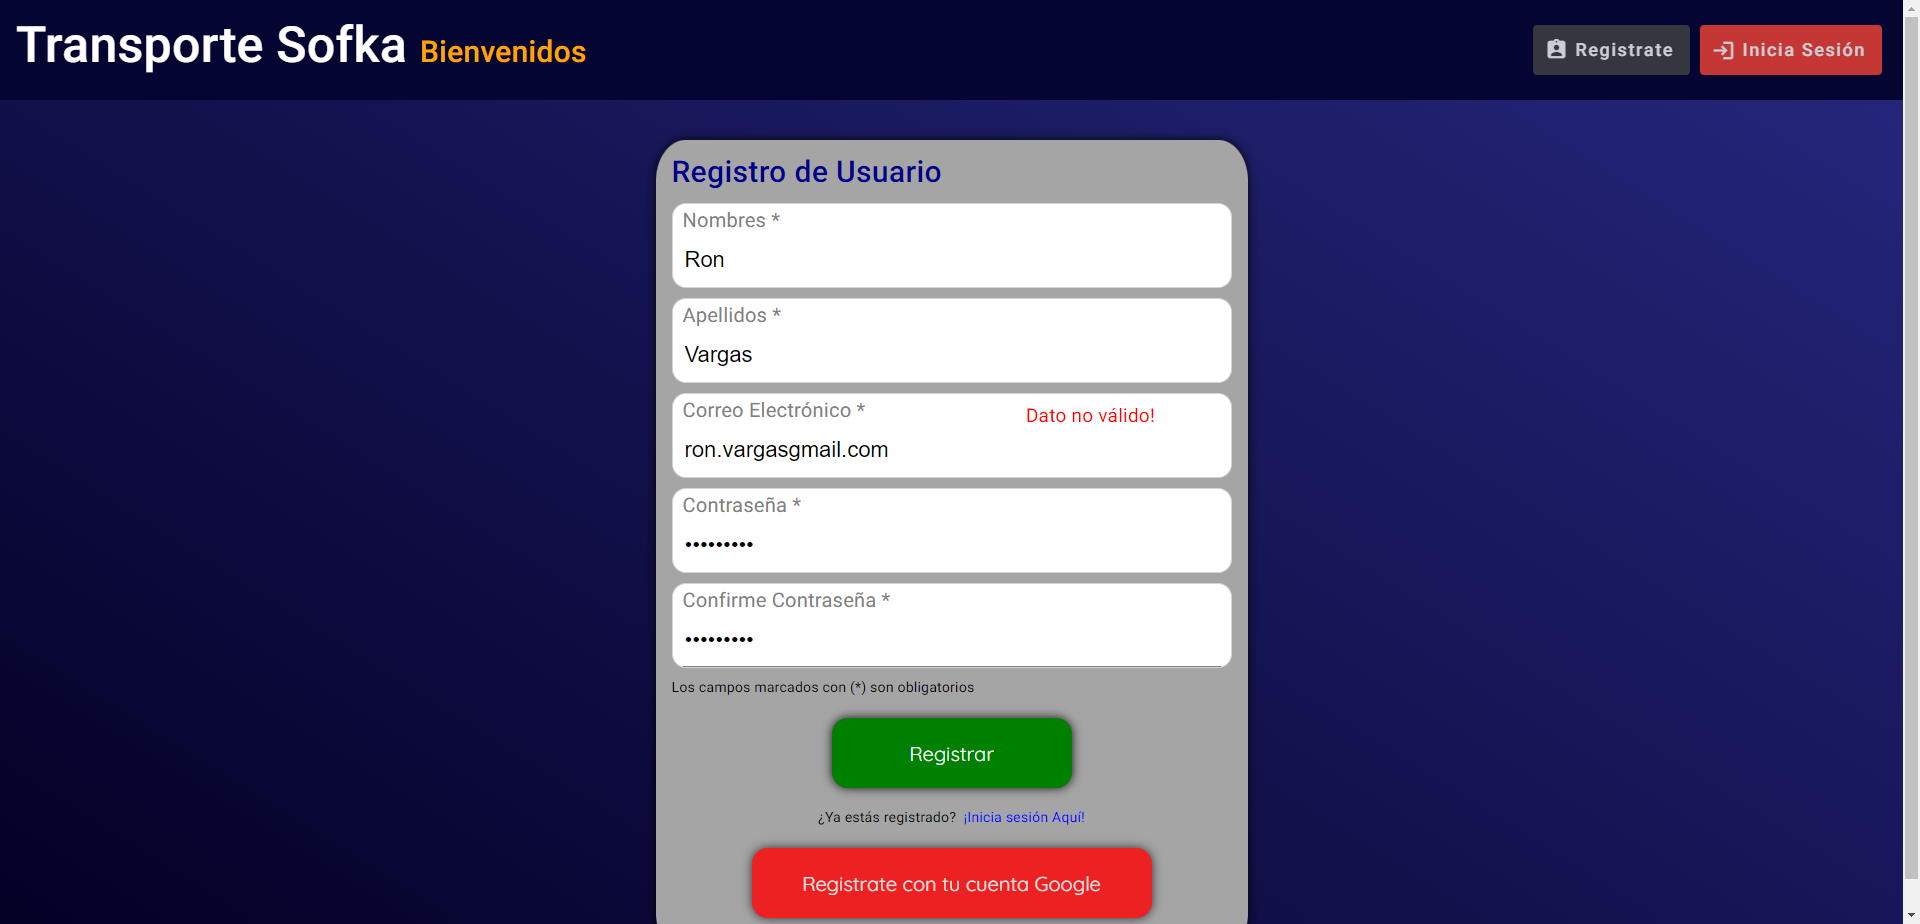 Transporte Sofka Bienvenidos
Registrate
Inicia Sesión
Registro de Usuario
Nombres *
Ron
Apellidos *
Vargas
Correo Electrónico *
Dato no válido!
ron.vargasgmail.com
Contraseña *
•••••••••
Confirme Contraseña *
•••••••••
Los campos marcados con (*) son obligatorios
Registrar
¿Ya estás registrado? ¡Inicia sesión Aquí!
Registrate con tu cuenta Google